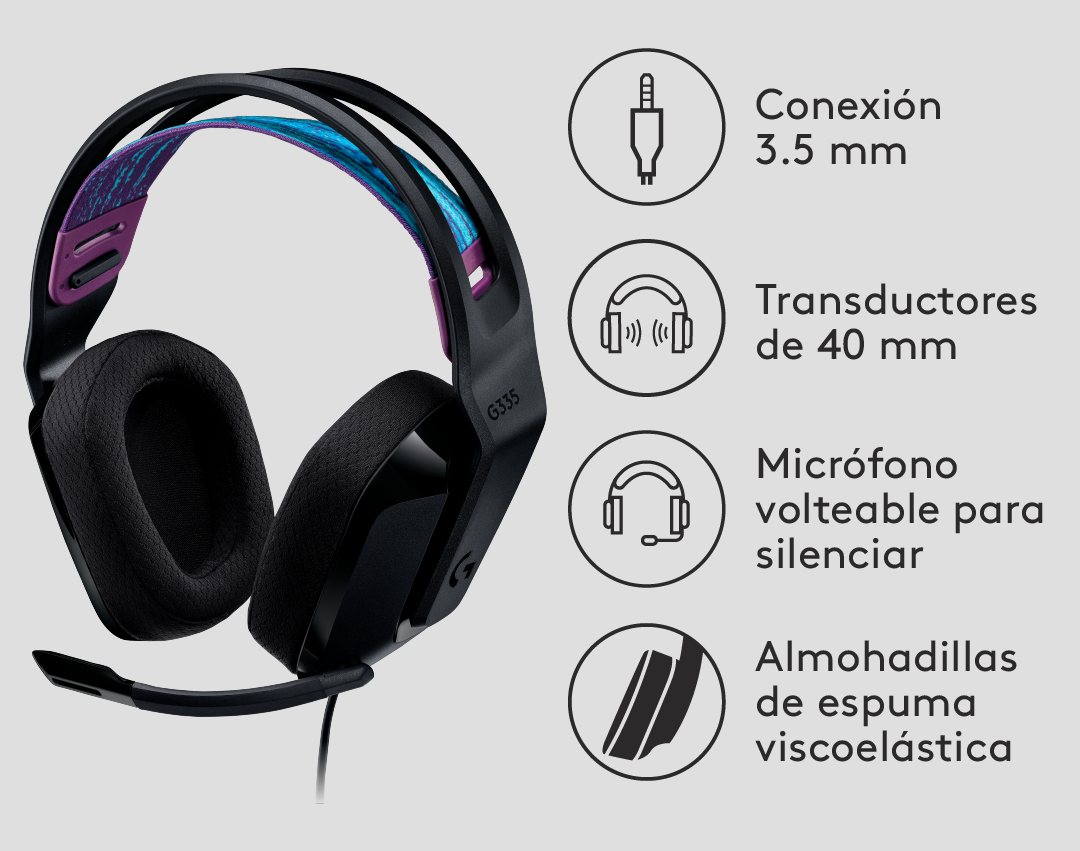 G335
Conexión
3.5 mm
Transductores
de 40 mm
Micrófono
volteable para
silenciar
Almohadillas
de espuma
viscoelástica